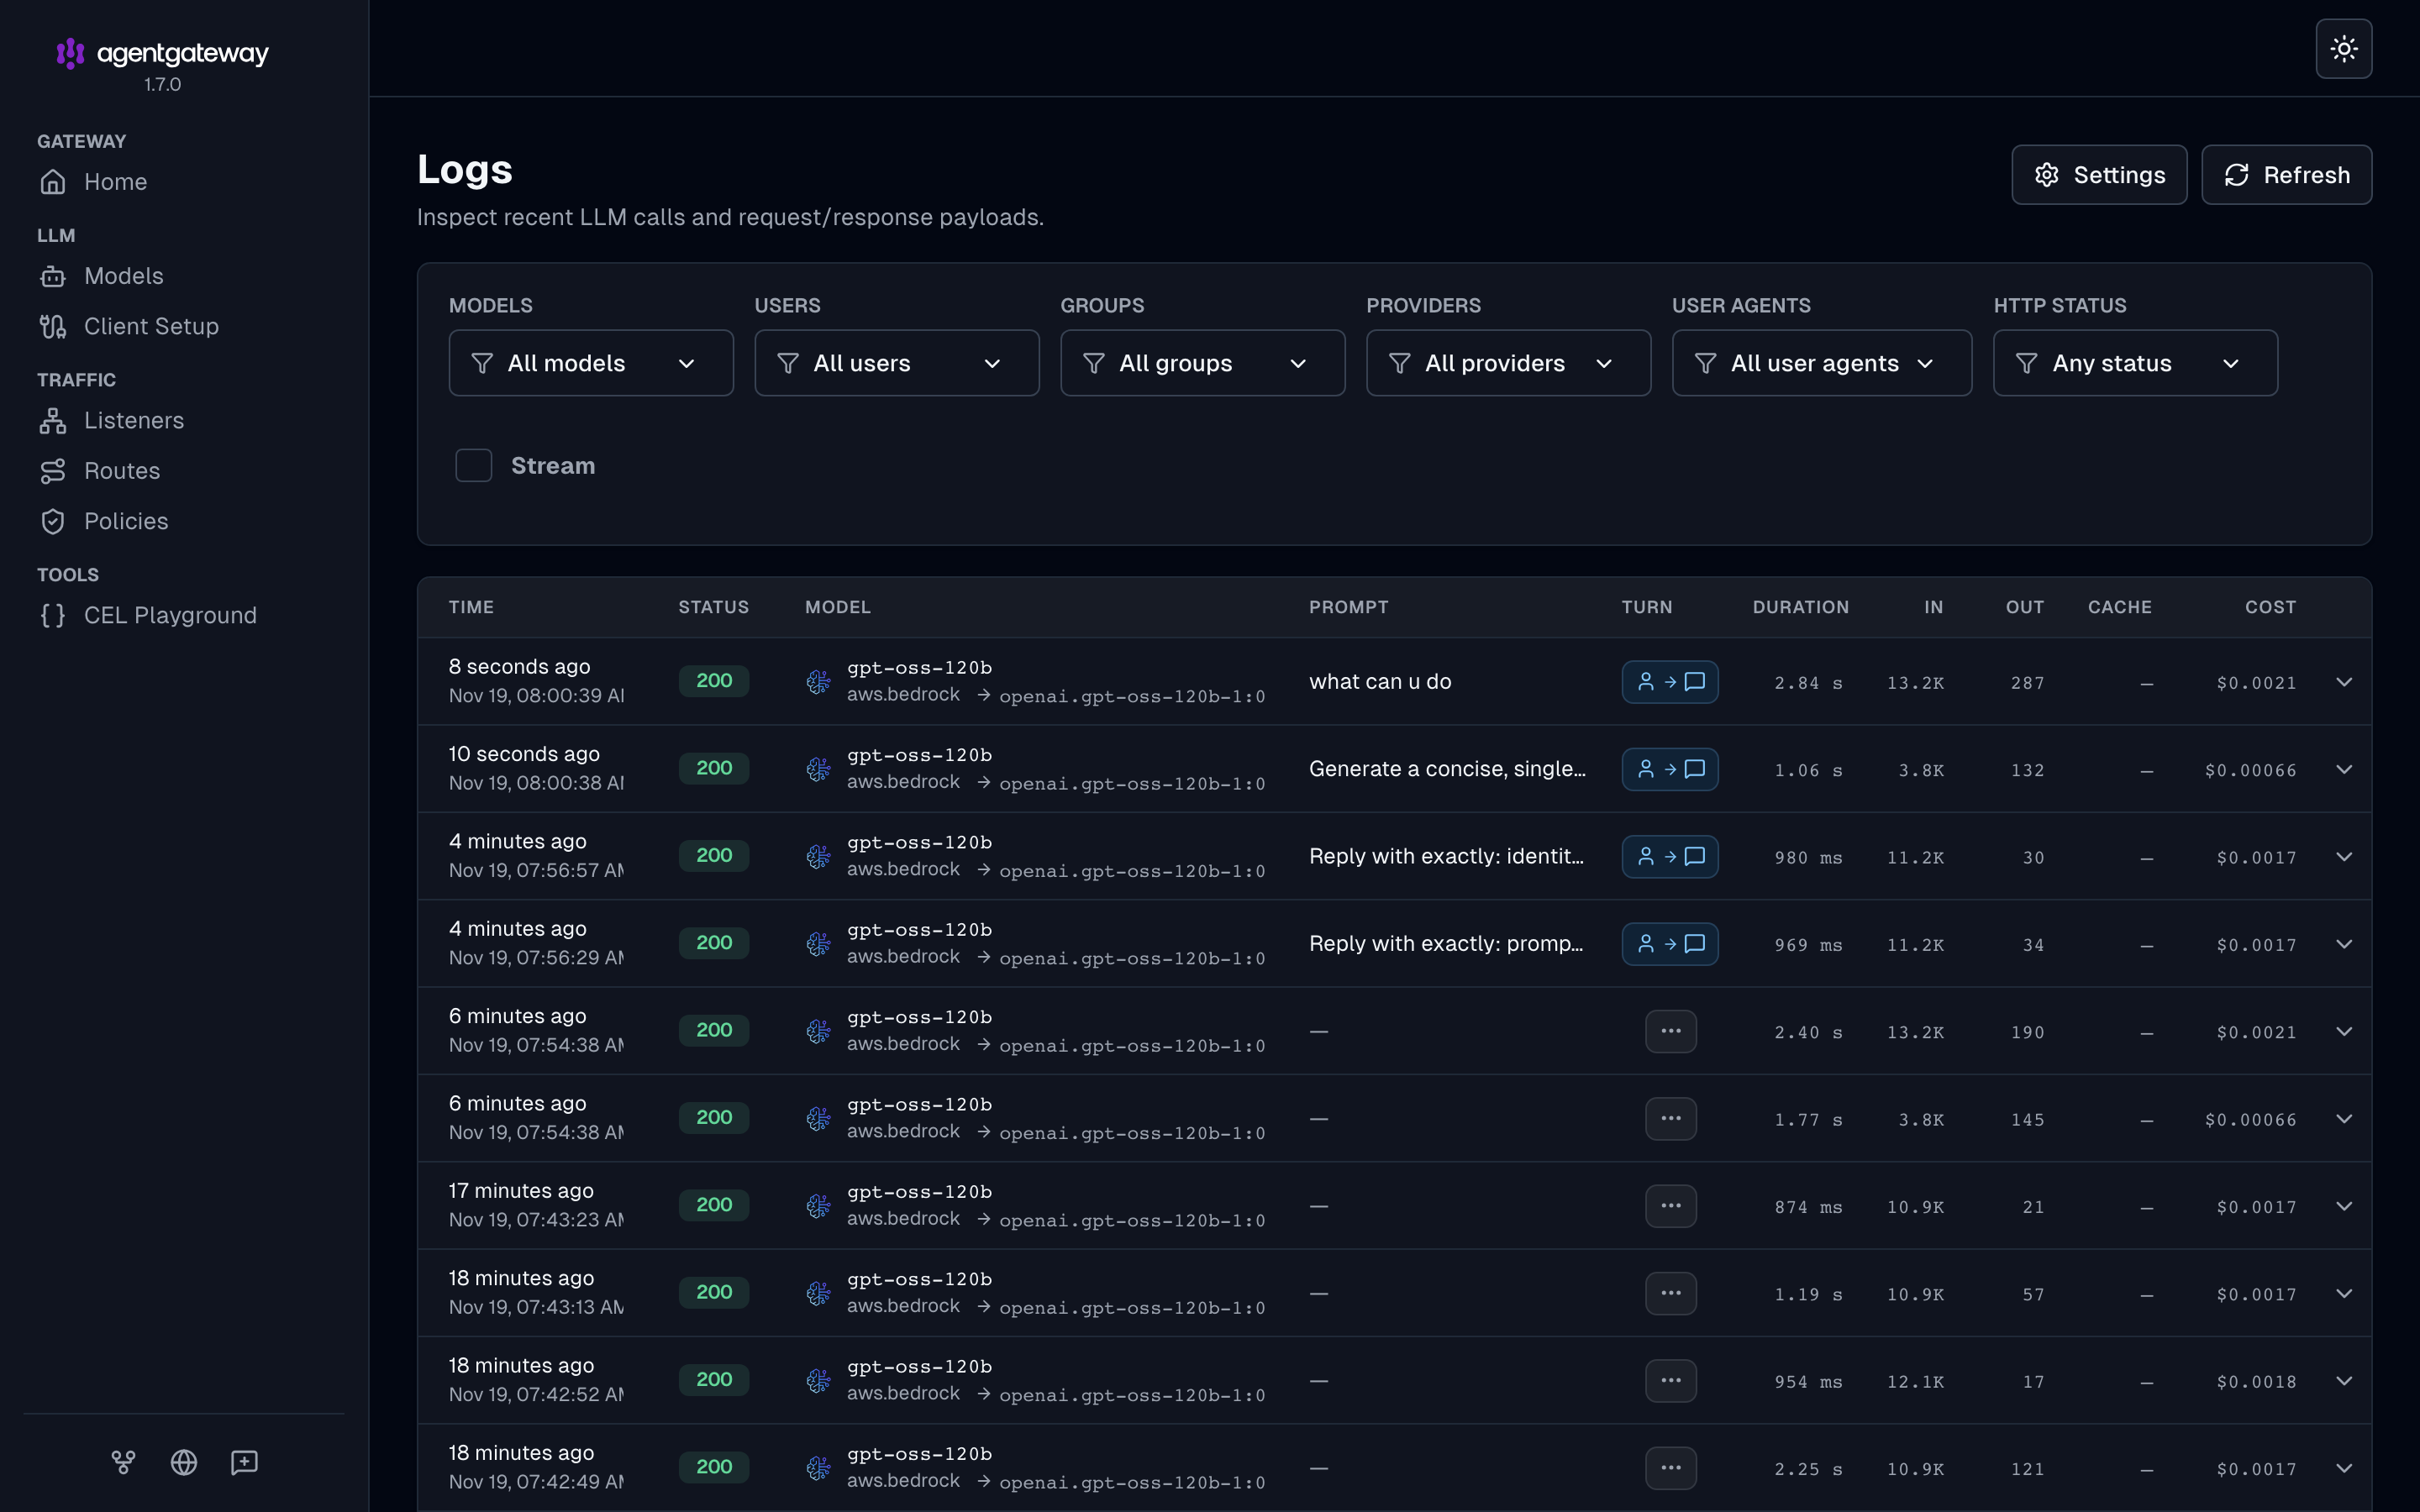 agentgateway
1.7.0
GATEWAY
Home
LLM
Models
Client Setup
TRAFFIC
Listeners
Routes
Policies
TOOLS
CEL Playground
Logs
Inspect recent LLM calls and request/response payloads.
Settings
Refresh
MODELS USERS GROUPS PROVIDERS USER AGENTS HTTP STATUS
All models All users All groups All providers All user agents Any status
Stream
TIME STATUS MODEL PROMPT TURN DURATION IN OUT CACHE COST
8 seconds ago 200 gpt-oss-120b what can u do 2.84 s 13.2K 287 — $0.0021
Nov 19, 08:00:39 AM aws.bedrock → openai.gpt-oss-120b-1:0
10 seconds ago 200 gpt-oss-120b Generate a concise, single... 1.06 s 3.8K 132 — $0.00066
Nov 19, 08:00:38 AM aws.bedrock → openai.gpt-oss-120b-1:0
4 minutes ago 200 gpt-oss-120b Reply with exactly: identit... 980 ms 11.2K 30 — $0.0017
Nov 19, 07:56:57 AM aws.bedrock → openai.gpt-oss-120b-1:0
4 minutes ago 200 gpt-oss-120b Reply with exactly: promp... 969 ms 11.2K 34 — $0.0017
Nov 19, 07:56:29 AM aws.bedrock → openai.gpt-oss-120b-1:0
6 minutes ago 200 gpt-oss-120b — 2.40 s 13.2K 190 — $0.0021
Nov 19, 07:54:38 AM aws.bedrock → openai.gpt-oss-120b-1:0
6 minutes ago 200 gpt-oss-120b — 1.77 s 3.8K 145 — $0.00066
Nov 19, 07:54:38 AM aws.bedrock → openai.gpt-oss-120b-1:0
17 minutes ago 200 gpt-oss-120b — 874 ms 10.9K 21 — $0.0017
Nov 19, 07:43:23 AM aws.bedrock → openai.gpt-oss-120b-1:0
18 minutes ago 200 gpt-oss-120b — 1.19 s 10.9K 57 — $0.0017
Nov 19, 07:43:13 AM aws.bedrock → openai.gpt-oss-120b-1:0
18 minutes ago 200 gpt-oss-120b — 954 ms 12.1K 17 — $0.0018
Nov 19, 07:42:52 AM aws.bedrock → openai.gpt-oss-120b-1:0
18 minutes ago 200 gpt-oss-120b — 2.25 s 10.9K 121 — $0.0017
Nov 19, 07:42:49 AM aws.bedrock → openai.gpt-oss-120b-1:0